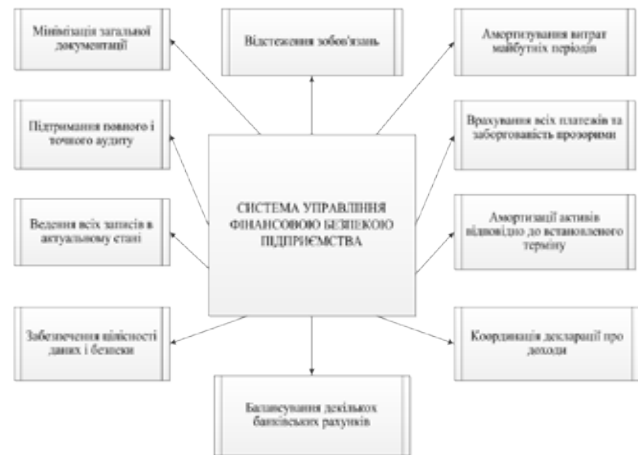 Мінімізація загальної
документації
Відстеження зобов'язань
Амортизування витрат
майбутніх періодів
Підтримання повного і
точного аудиту
Врахування всіх платежів та
заборгованість прозорими
СИСТЕМА УПРАВЛІННЯ
ФІНАНСОВОЮ БЕЗПЕКОЮ
ПІДПРИЄМСТВА
Ведення всіх записів в
актуальному стані
Амортизації активів
відповідно до встановленого
терміну
Забезпечення цілісності
даних і безпеки
Координація декларації про
доходи
Балансування декількох
банківських рахунків